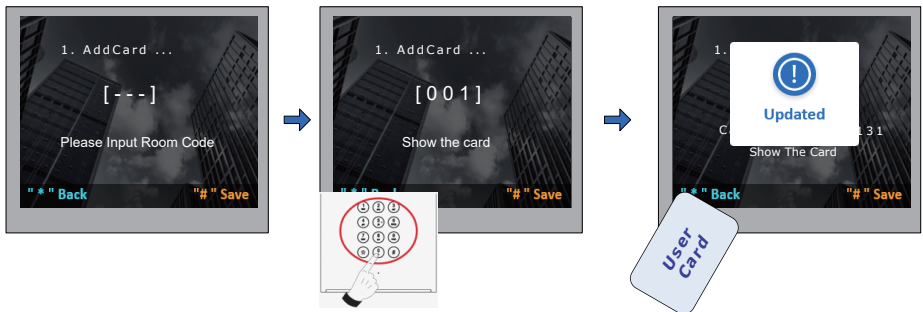 1. AddCard ...
[---]
Please Input Room Code
" * " Back
"# " Save
1. AddCard ...
[001]
Show the card
"# " Save
1.
Updated
131
Show The Card
" * " Back
"# " Save
User
Card